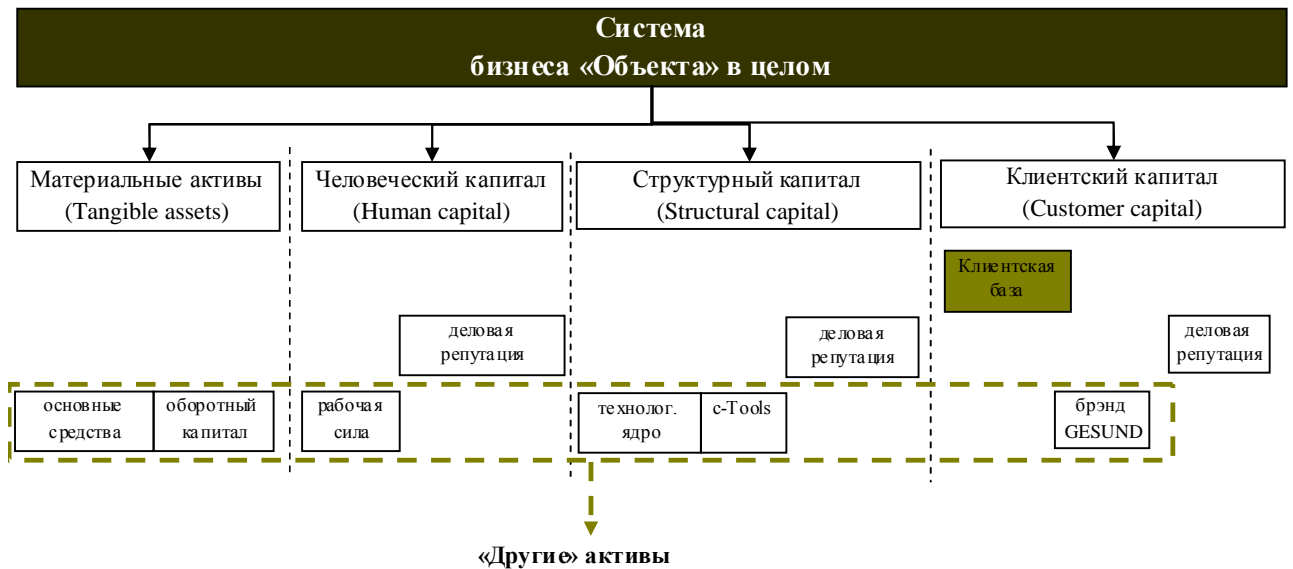 Система
бизнеса «Объекта» в целом
Материальные активы
(Tangible assets)
Человеческий капитал
(Human capital)
Структурный капитал
(Structural capital)
Клиентский капитал
(Customer capital)
Клиентская
база
деловая
репутация
деловая
репутация
деловая
репутация
основные
средства
оборотный
капитал
рабочая
сила
технолог.
ядро
c-Tools
брэнд
GESUND
«Другие» активы